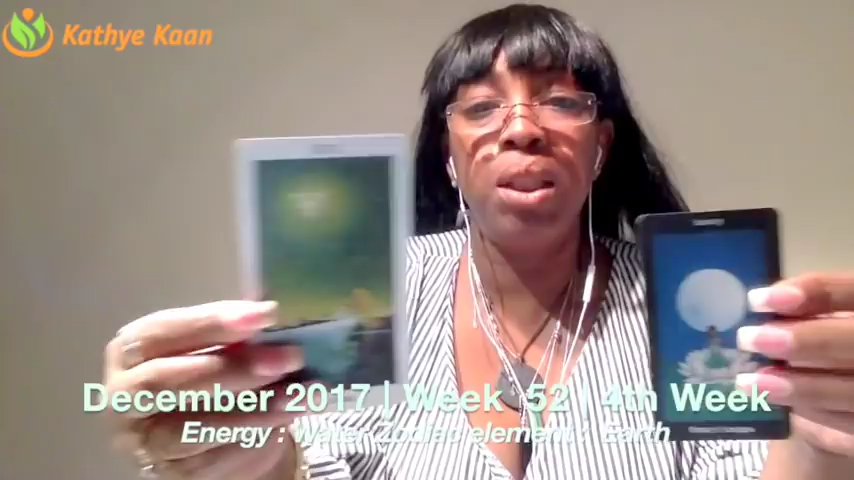 Kathye Kaan
December 2017 | Week 52 | 4th Week
Energy : Water Zodiac element : Earth